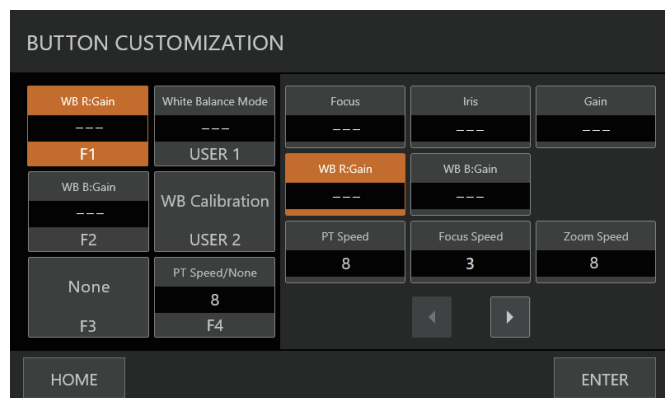 BUTTON CUSTOMIZATION
WB R:Gain
---
F1
White Balance Mode
---
USER 1
WB B:Gain
---
F2
WB Calibration
USER 2
None
F3
PT Speed/None
8
F4
Focus
---
Iris
---
Gain
---
WB R:Gain
---
WB B:Gain
---
PT Speed
8
Focus Speed
3
Zoom Speed
8
HOME
ENTER